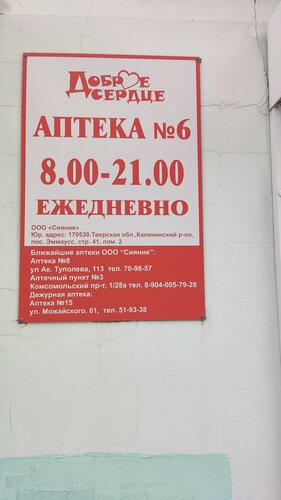 ДОБРОЕ
СЕРДЦЕ
АПТЕКА №6
8.00-21.00
ЕЖЕДНЕВНО
ООО «Сияние»
Юр. адрес: 170530,Тверская обл.,Калининский р-он,
пос. Эммаусс, стр. 41, пом. 2
Ближайшие аптеки ООО "Сияние":
Аптека №8
ул Ак. Туполева, 113 тел. 70-98-57
Аптечный пункт №3
Комсомольский пр-т, 1/28а тел. 8-904-005-79-28
Дежурная аптека:
Аптека №15
ул. Можайского, 61, тел. 51-93-38